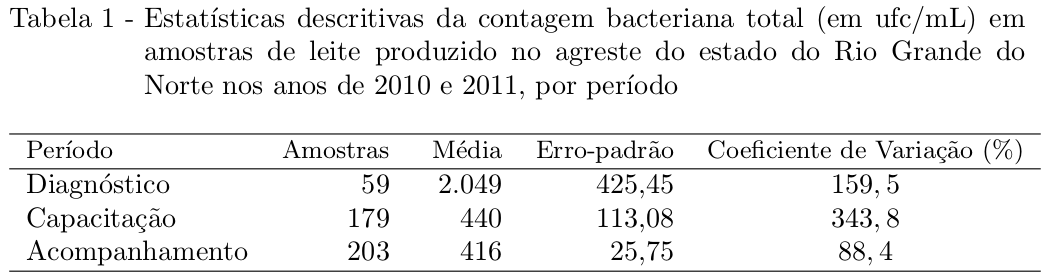 Tabela 1 - Estatísticas descritivas da contagem bacteriana total (em ufc/mL) em
amostras de leite produzido no agreste do estado do Rio Grande do
Norte nos anos de 2010 e 2011, por período
Período Amostras Média Erro-padrão Coeficiente de Variação (%)
Diagnóstico 59 2.049 425,45 159, 5
Capacitação 179 440 113,08 343, 8
Acompanhamento 203 416 25,75 88, 4